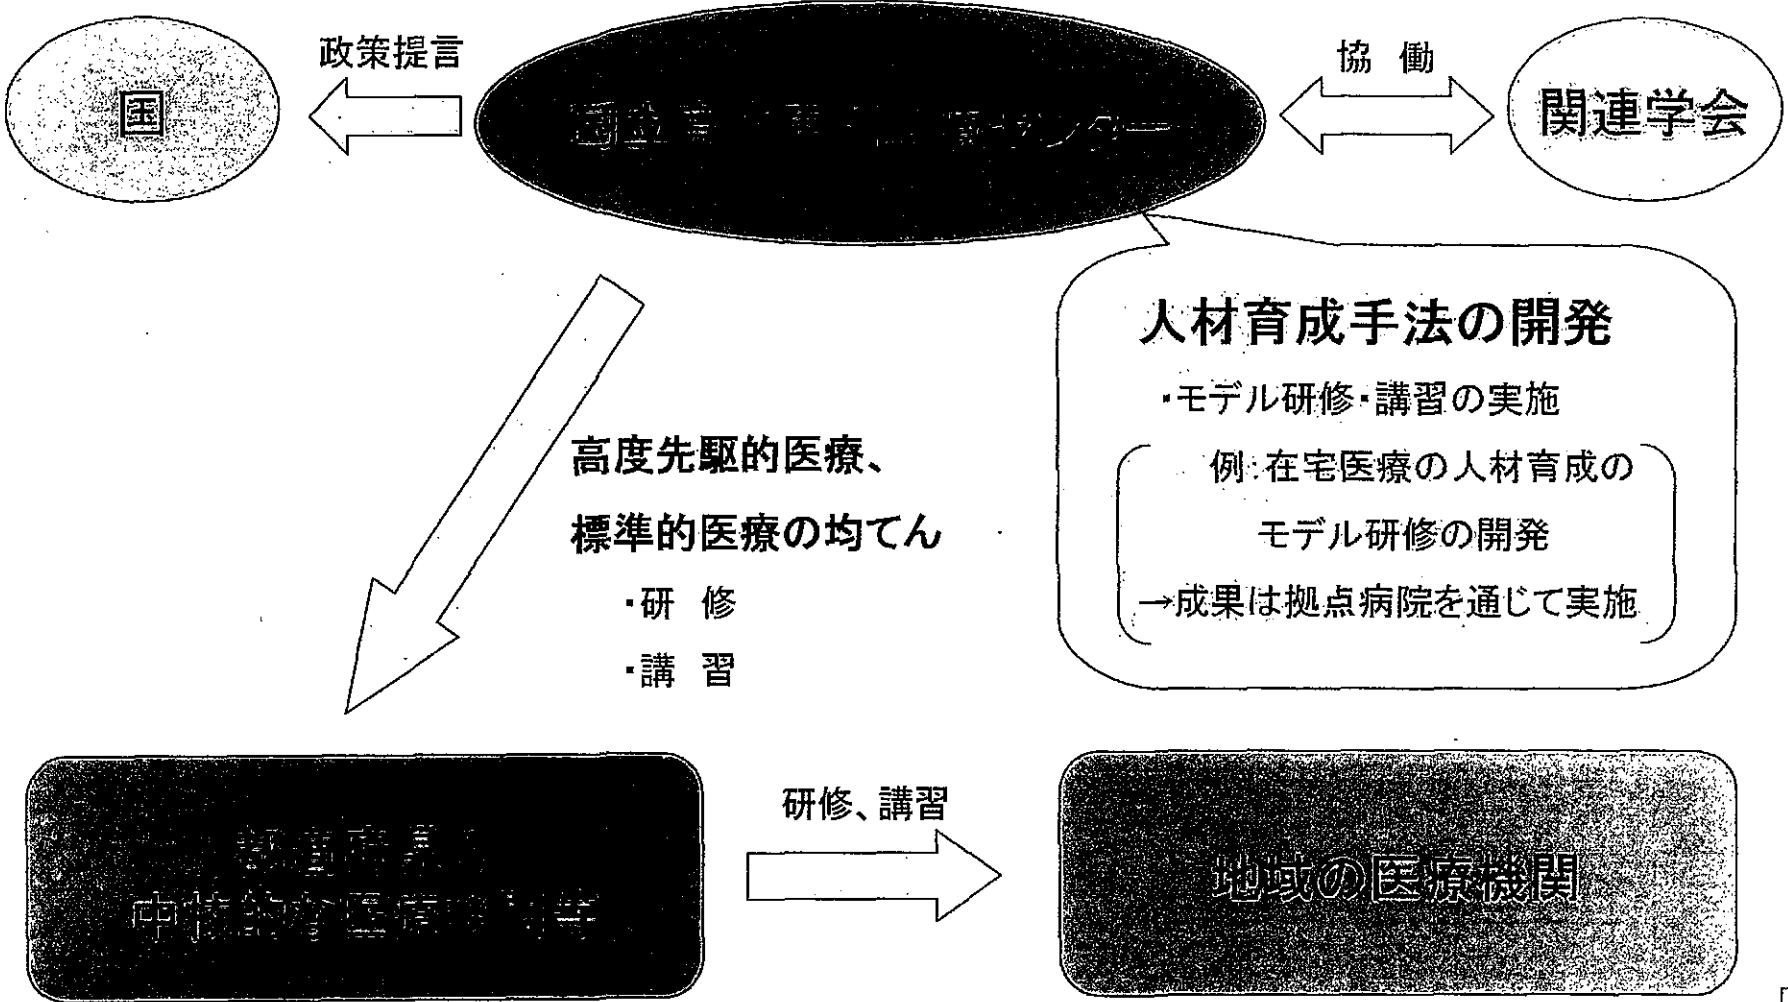 国
政策提言
協 働
関連学会
人材育成手法の開発
・モデル研修・講習の実施
例:在宅医療の人材育成の
モデル研修の開発
→成果は拠点病院を通じて実施
高度先駆的医療、
標準的医療の均てん
・研 修
・講 習
研修、講習
地域の医療機関